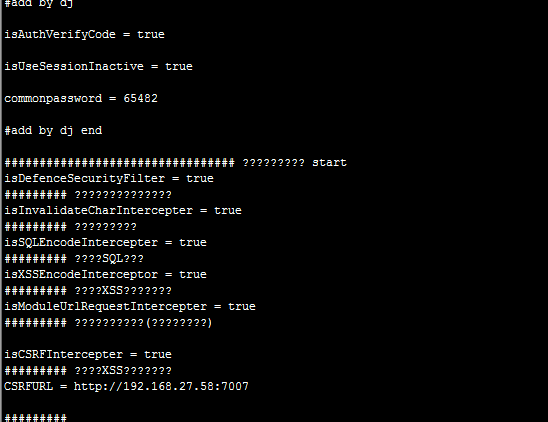 #add by dj
isAuthVerifyCode = true
isUseSessionInactive = true
commonpassword = 65482
#add by dj end
################################# ????????? start
isDefenceSecurityFilter = true
######### ??????????????
isInvalidateCharIntercepter = true
######### ?????????
isSQLEncodeIntercepter = true
######### ????SQL???
isXSSEncodeInterceptor = true
######### ????XSS???????
isModuleUrlRequestIntercepter = true
######### ??????????(????????)
isCSRFIntercepter = true
######### ????XSS???????
CSRFURL = http://192.168.27.58:7007
#########